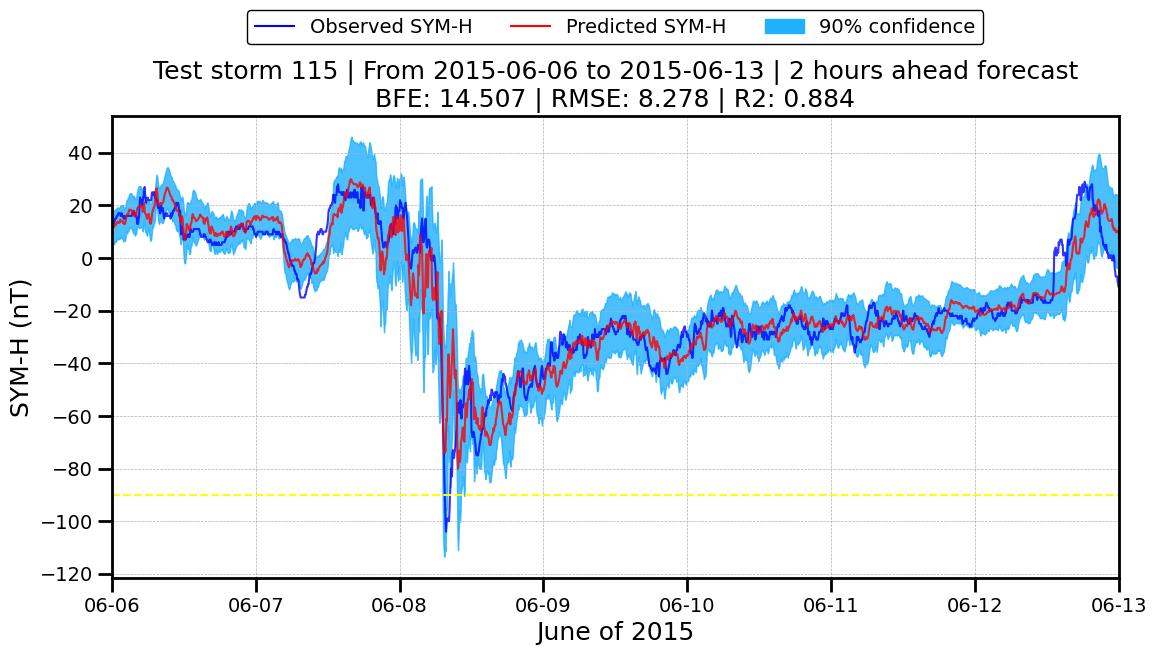 Observed SYM-H Predicted SYM-H 90% confidence
Test storm 115 | From 2015-06-06 to 2015-06-13 | 2 hours ahead forecast
BFE: 14.507 | RMSE: 8.278 | R2: 0.884
SYM-H (nT)
40
20
0
−20
−40
−60
−80
−100
−120
06-06 06-07 06-08 06-09 06-10 06-11 06-12 06-13
June of 2015